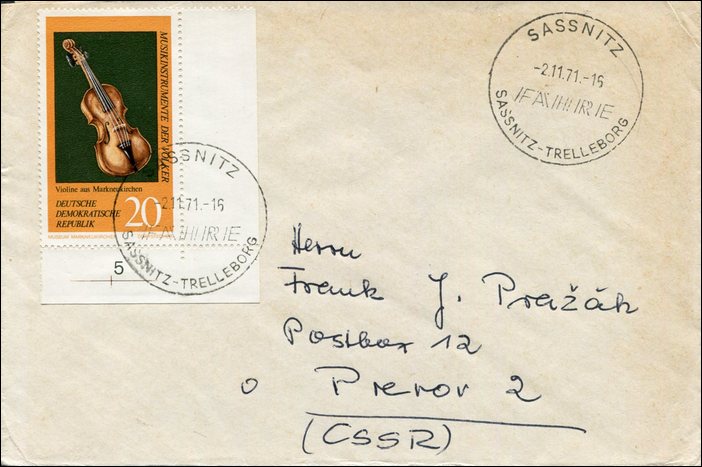 MUSIKINSTRUMENTE DER VÖLKER
Violine aus Markneukirchen
DEUTSCHE
DEMOKRATISCHE
REPUBLIK
20
5
SASSNITZ
-2.11.71.-16
FÄHRE
SASSNITZ-TRELLEBORG
SASSNITZ
-2.11.71.-16
FÄHRE
SASSNITZ-TRELLEBORG
Herrn
Frank J. Pražák
Postbox 12
Prerov 2
(CSSR)